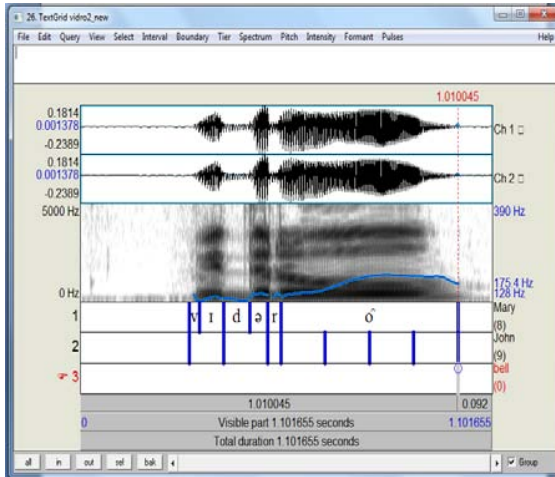 26. TextGrid vidro2_new
File Edit Query View Select Interval Boundary Tier Spectrum Pitch Intensity Formant Pulses Help
1.010045
0.1814
0.001378
-0.2389
Ch 1
0.1814
0.001378
-0.2389
Ch 2
5000 Hz
390 Hz
0 Hz
175.4 Hz
128 Hz
1 v ɪ d ə r o᷈ Mary (8)
2 John (9)
☞ 3 bell (0)
1.010045 0.092
0 Visible part 1.101655 seconds 1.101655
Total duration 1.101655 seconds
all in out sel bak Group